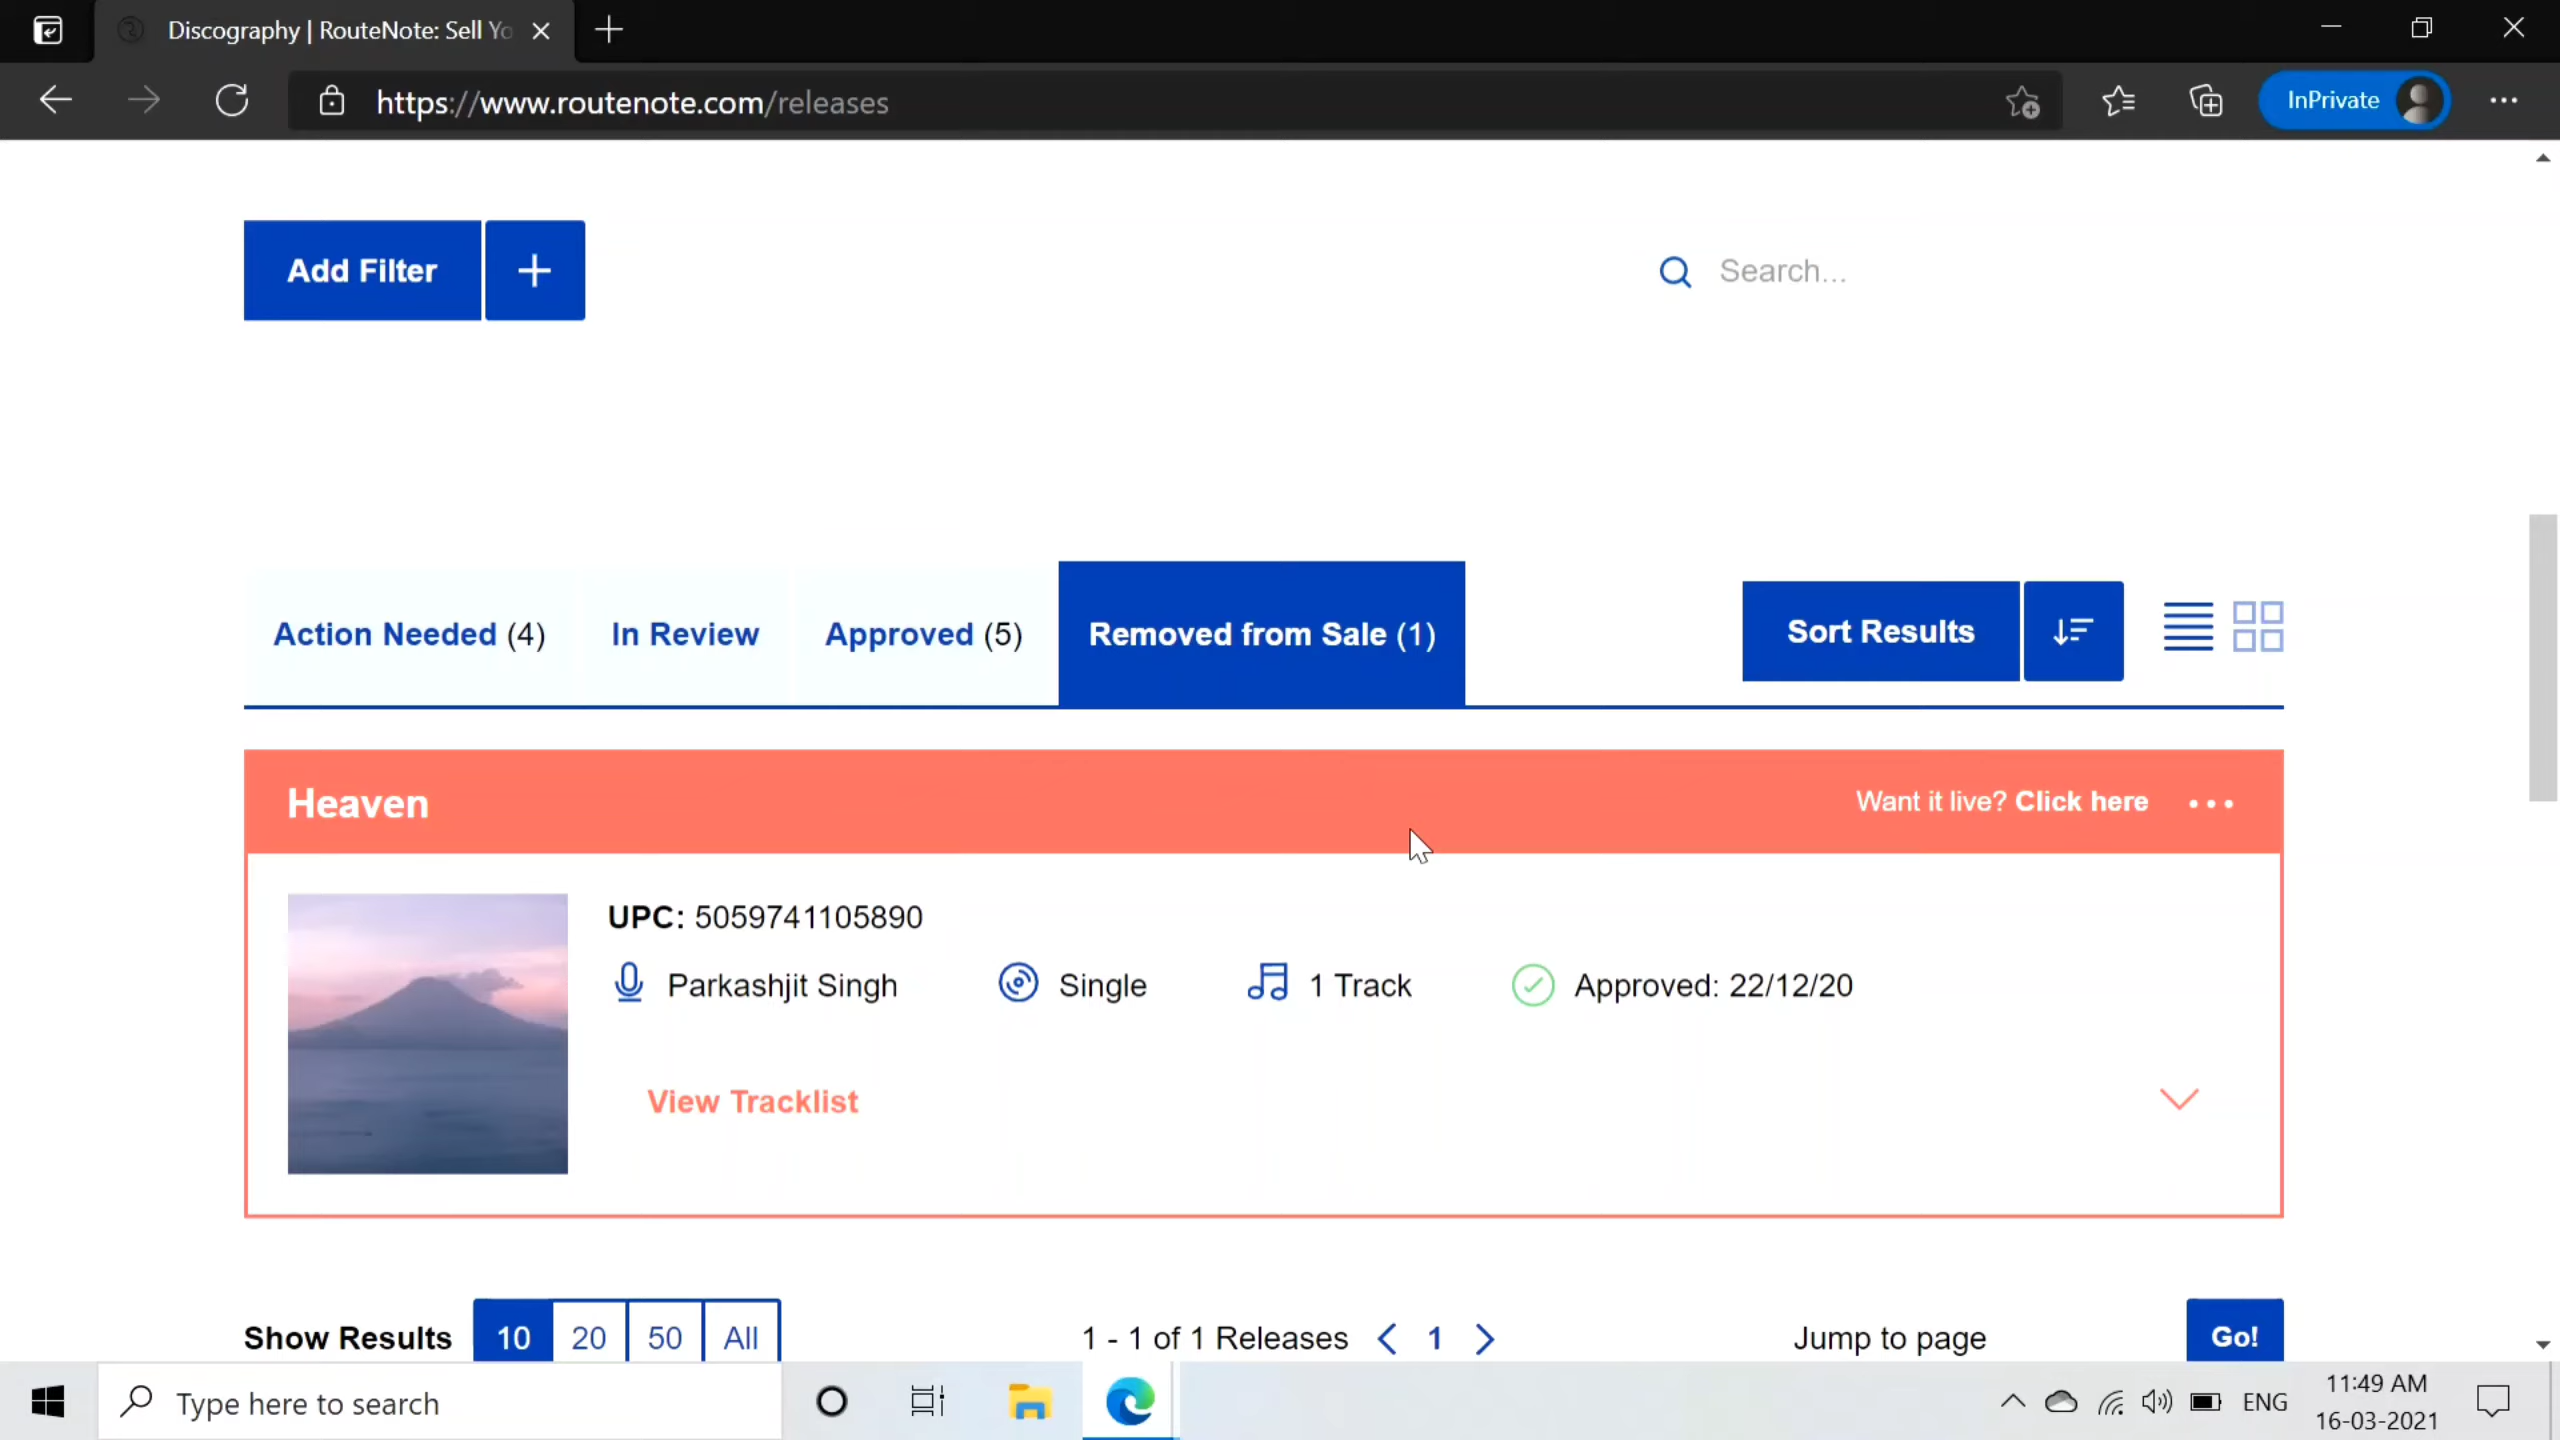 Discography | RouteNote: Sell Yo
https://www.routenote.com/releases
InPrivate
Add Filter
Search...
Action Needed (4)
In Review
Approved (5)
Removed from Sale (1)
Sort Results
Heaven
Want it live? Click here
UPC: 5059741105890
Parkashjit Singh
Single
1 Track
Approved: 22/12/20
View Tracklist
Show Results 10 20 50 All
1 - 1 of 1 Releases
1
Jump to page
Go!
Type here to search
ENG
11:49 AM
16-03-2021